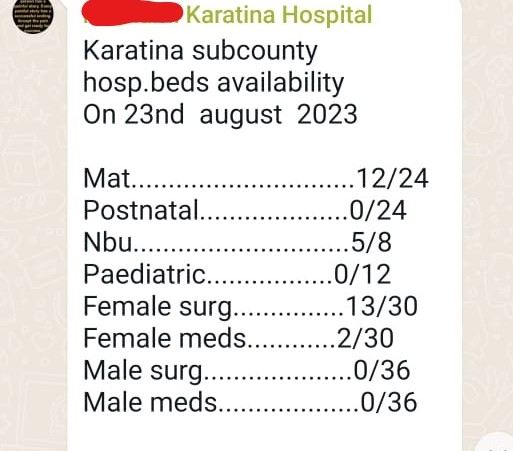 Karatina Hospital
Karatina subcounty
hosp.beds availability
On 23nd  august  2023
Mat..............................12/24
Postnatal....................0/24
Nbu.............................5/8
Paediatric.................0/12
Female surg...............13/30
Female meds............2/30
Male surg....................0/36
Male meds...................0/36